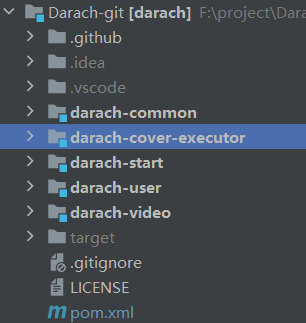 Darach-git [darach] F:\project\Dara
.github
.idea
.vscode
darach-common
darach-cover-executor
darach-start
darach-user
darach-video
target
.gitignore
LICENSE
pom.xml